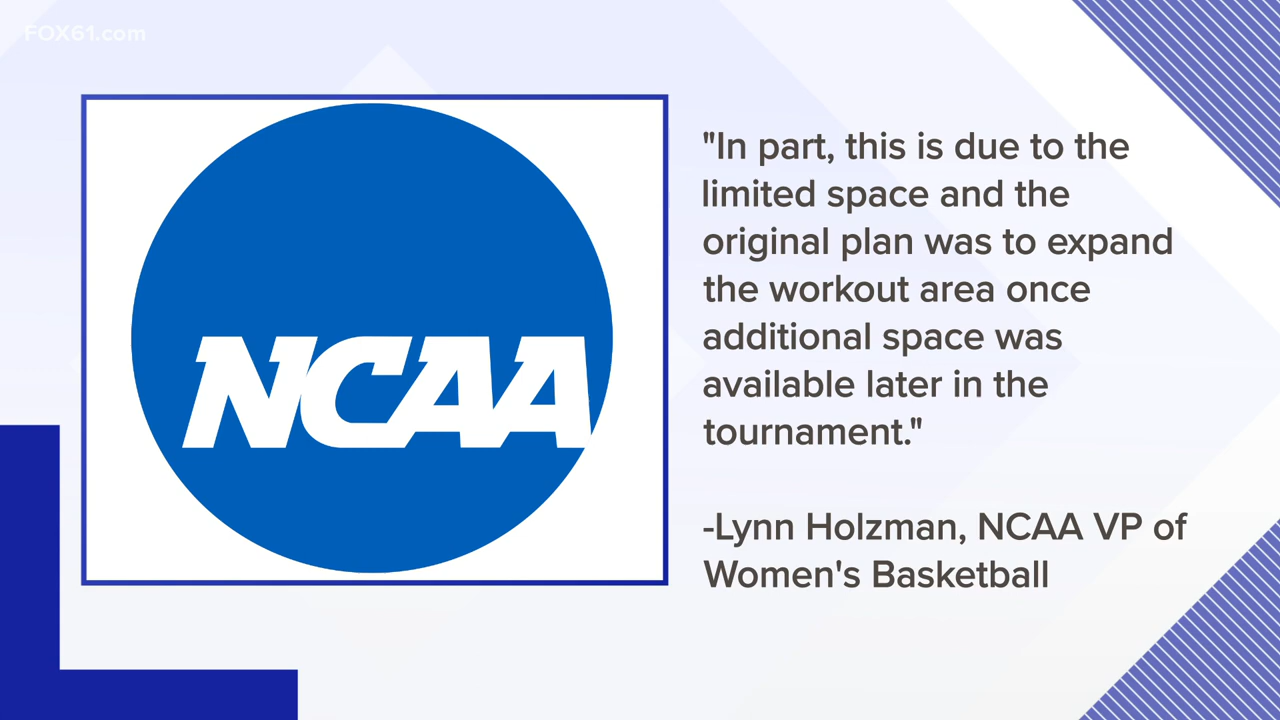 FOX61.com
NCAA
"In part, this is due to the
limited space and the
original plan was to expand
the workout area once
additional space was
available later in the
tournament."
-Lynn Holzman, NCAA VP of
Women's Basketball